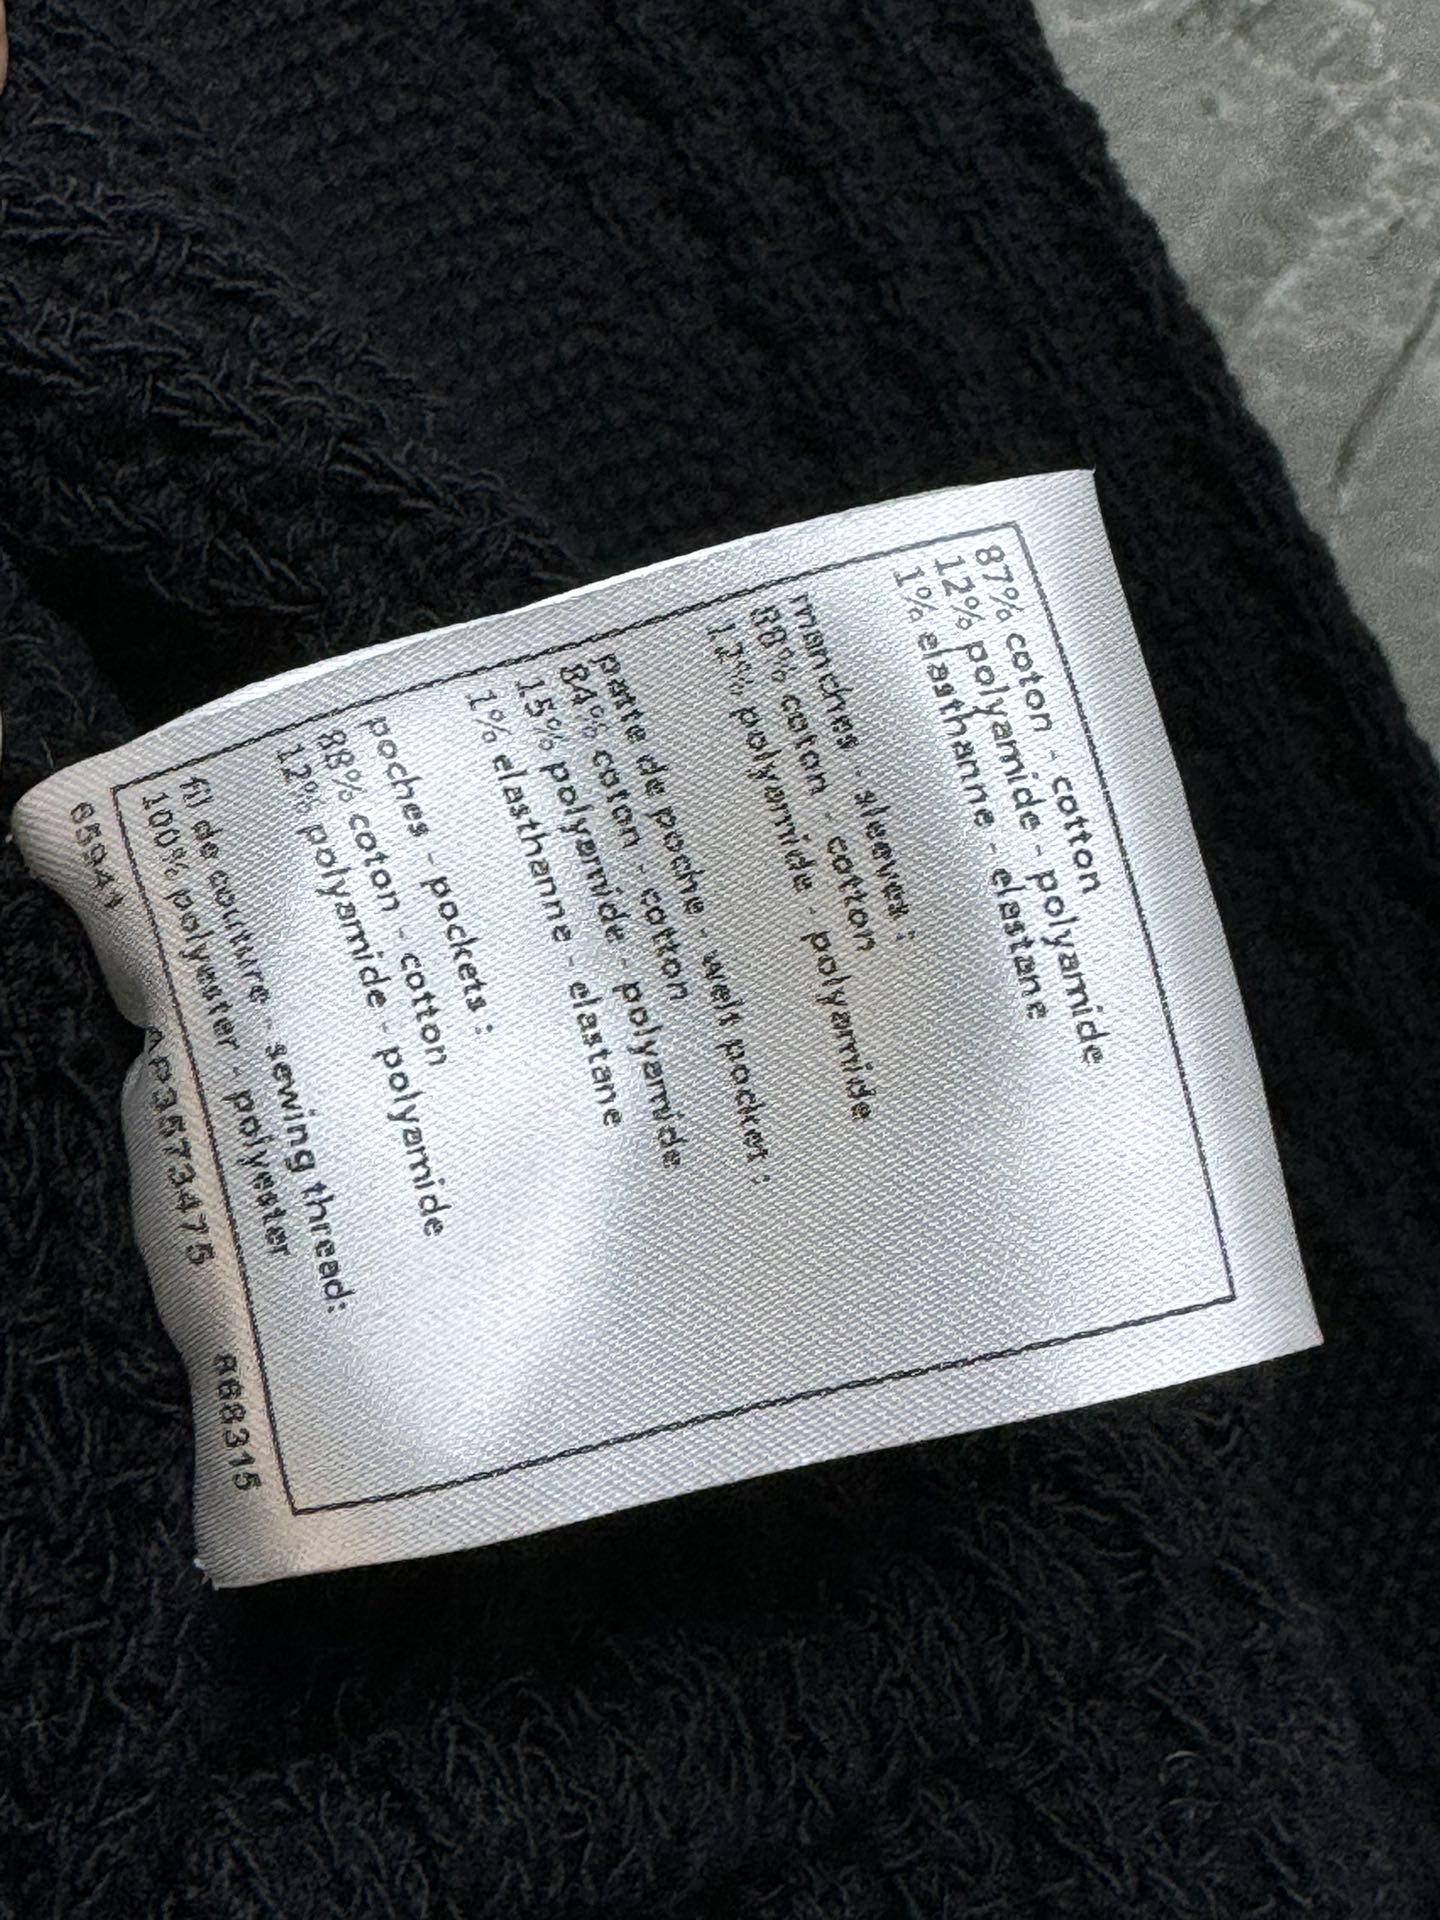 87% coton - cotton
12% polyamide - polyamide
1% elasthanne - elastane
manches - sleeves :
88% coton - cotton
12% polyamide - polyamide
patte de poche - welt pocket :
84% coton - cotton
15% polyamide - polyamide
1% elasthanne - elastane
poches - pockets :
88% coton - cotton
12% polyamide - polyamide
fil de couture - sewing thread:
100% polyester - polyester
65941 AP3573475 888315